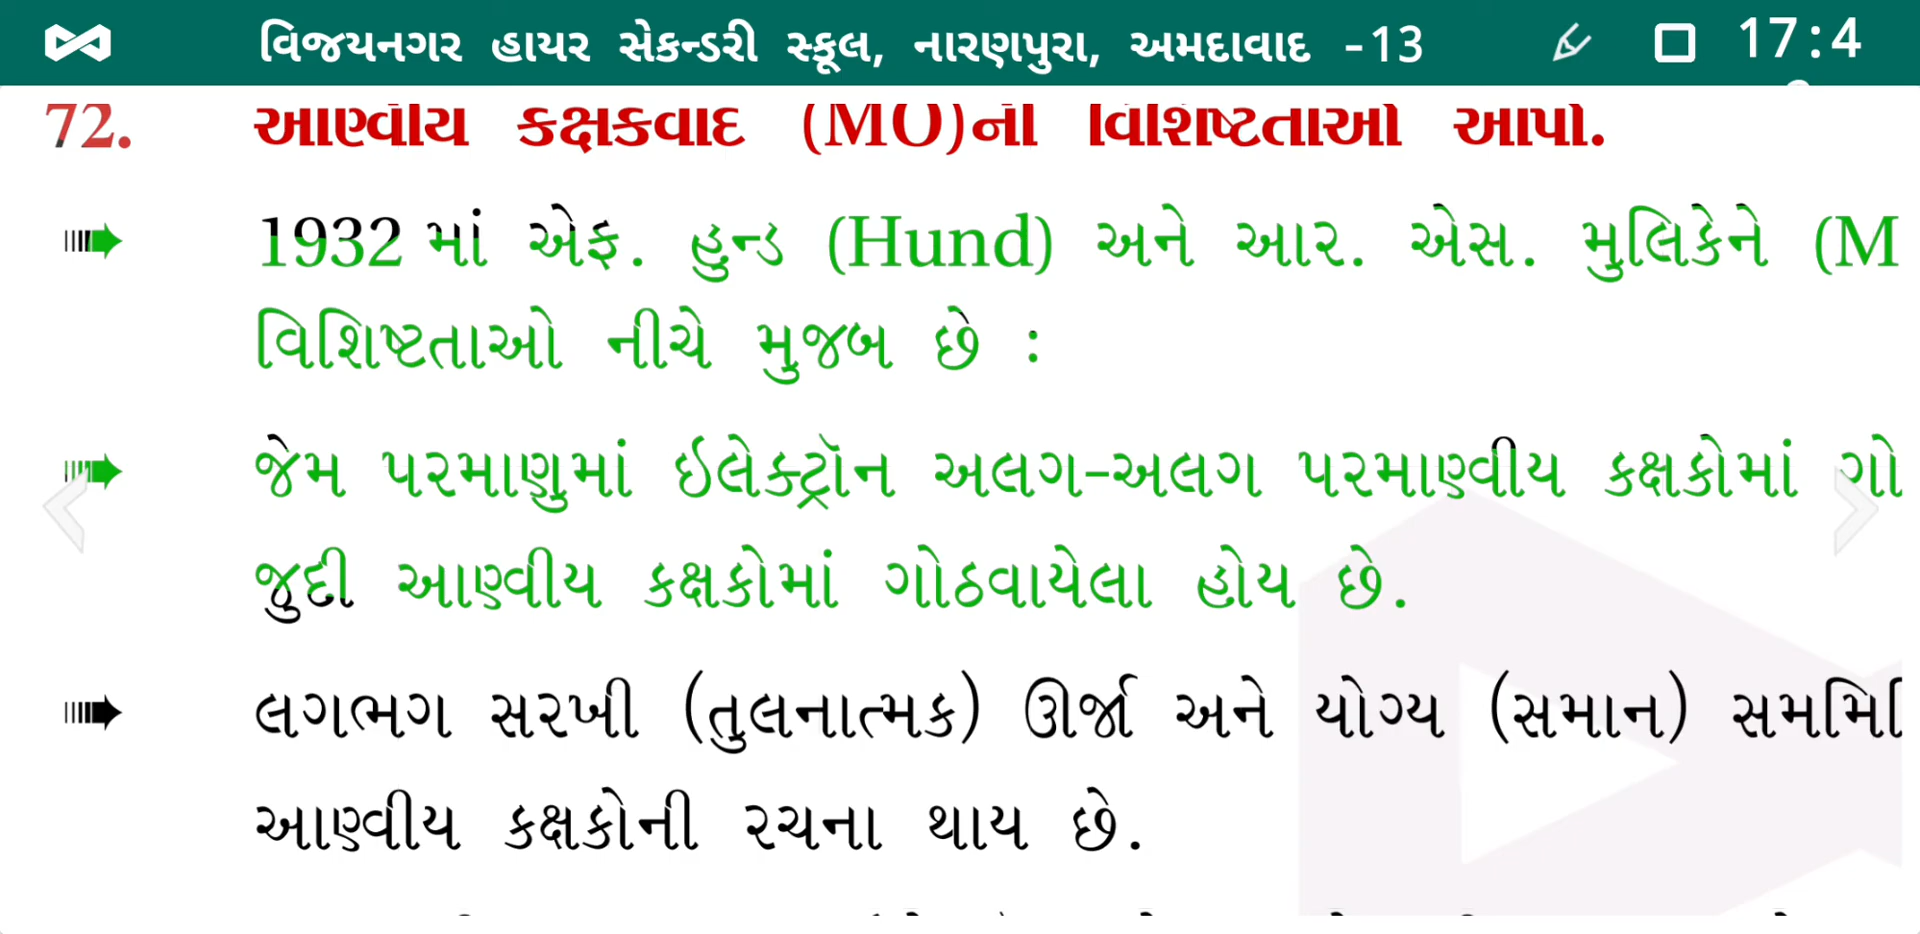 વિજયનગર હાયર સેકન્ડરી સ્કૂલ, નારણપુરા, અમદાવાદ -13 17:4
72. આણ્વીય કક્ષકવાદ (MO)ની વિશિષ્ટતાઓ આપો.
1932 માં એફ. હુન્ડ (Hund) અને આર. એસ. મુલિકેને (M
વિશિષ્ટતાઓ નીચે મુજબ છે :
જેમ પરમાણુમાં ઇલેક્ટ્રૉન અલગ-અલગ પરમાણ્વીય કક્ષકોમાં ગો
જુદી આણ્વીય કક્ષકોમાં ગોઠવાયેલા હોય છે.
લગભગ સરખી (તુલનાત્મક) ઊર્જા અને યોગ્ય (સમાન) સમમિ
આણ્વીય કક્ષકોની રચના થાય છે.